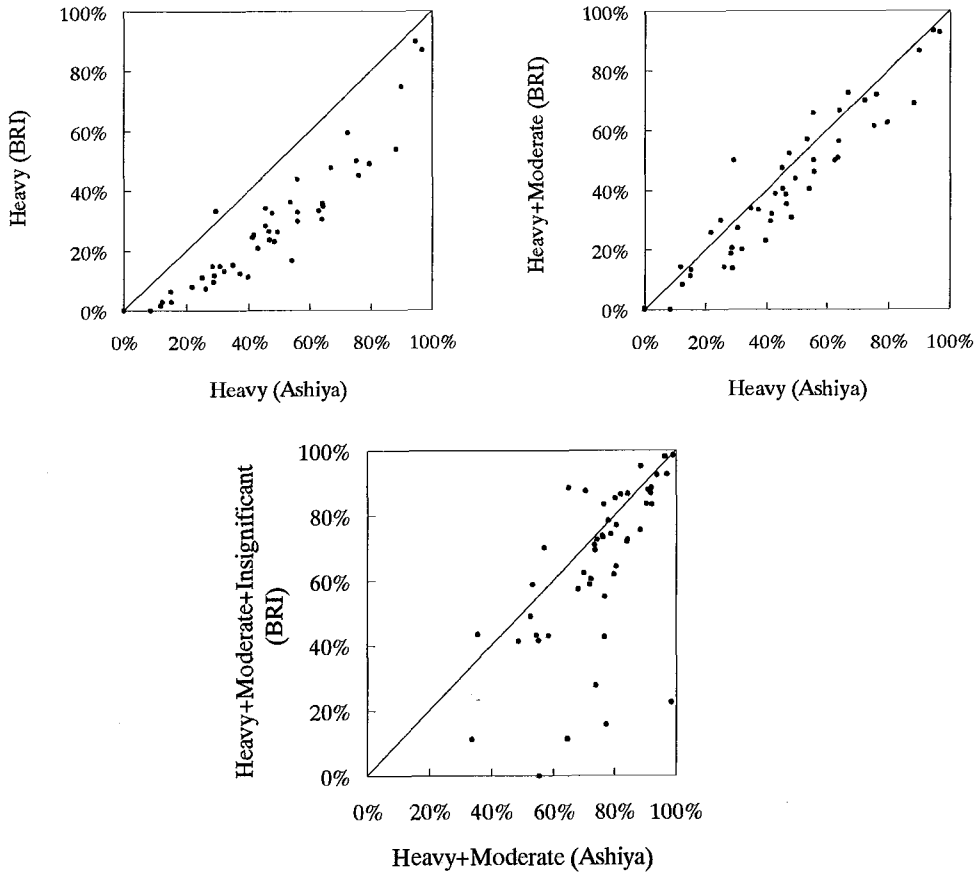 100%
80%
60%
40%
20%
0%
Heavy (BRI)
0% 20% 40% 60% 80% 100%
Heavy (Ashiya)
100%
80%
60%
40%
20%
0%
Heavy+Moderate (BRI)
0% 20% 40% 60% 80% 100%
Heavy (Ashiya)
Heavy+Moderate+Insignificant
(BRI)
100%
80%
60%
40%
20%
0%
0% 20% 40% 60% 80% 100%
Heavy+Moderate (Ashiya)